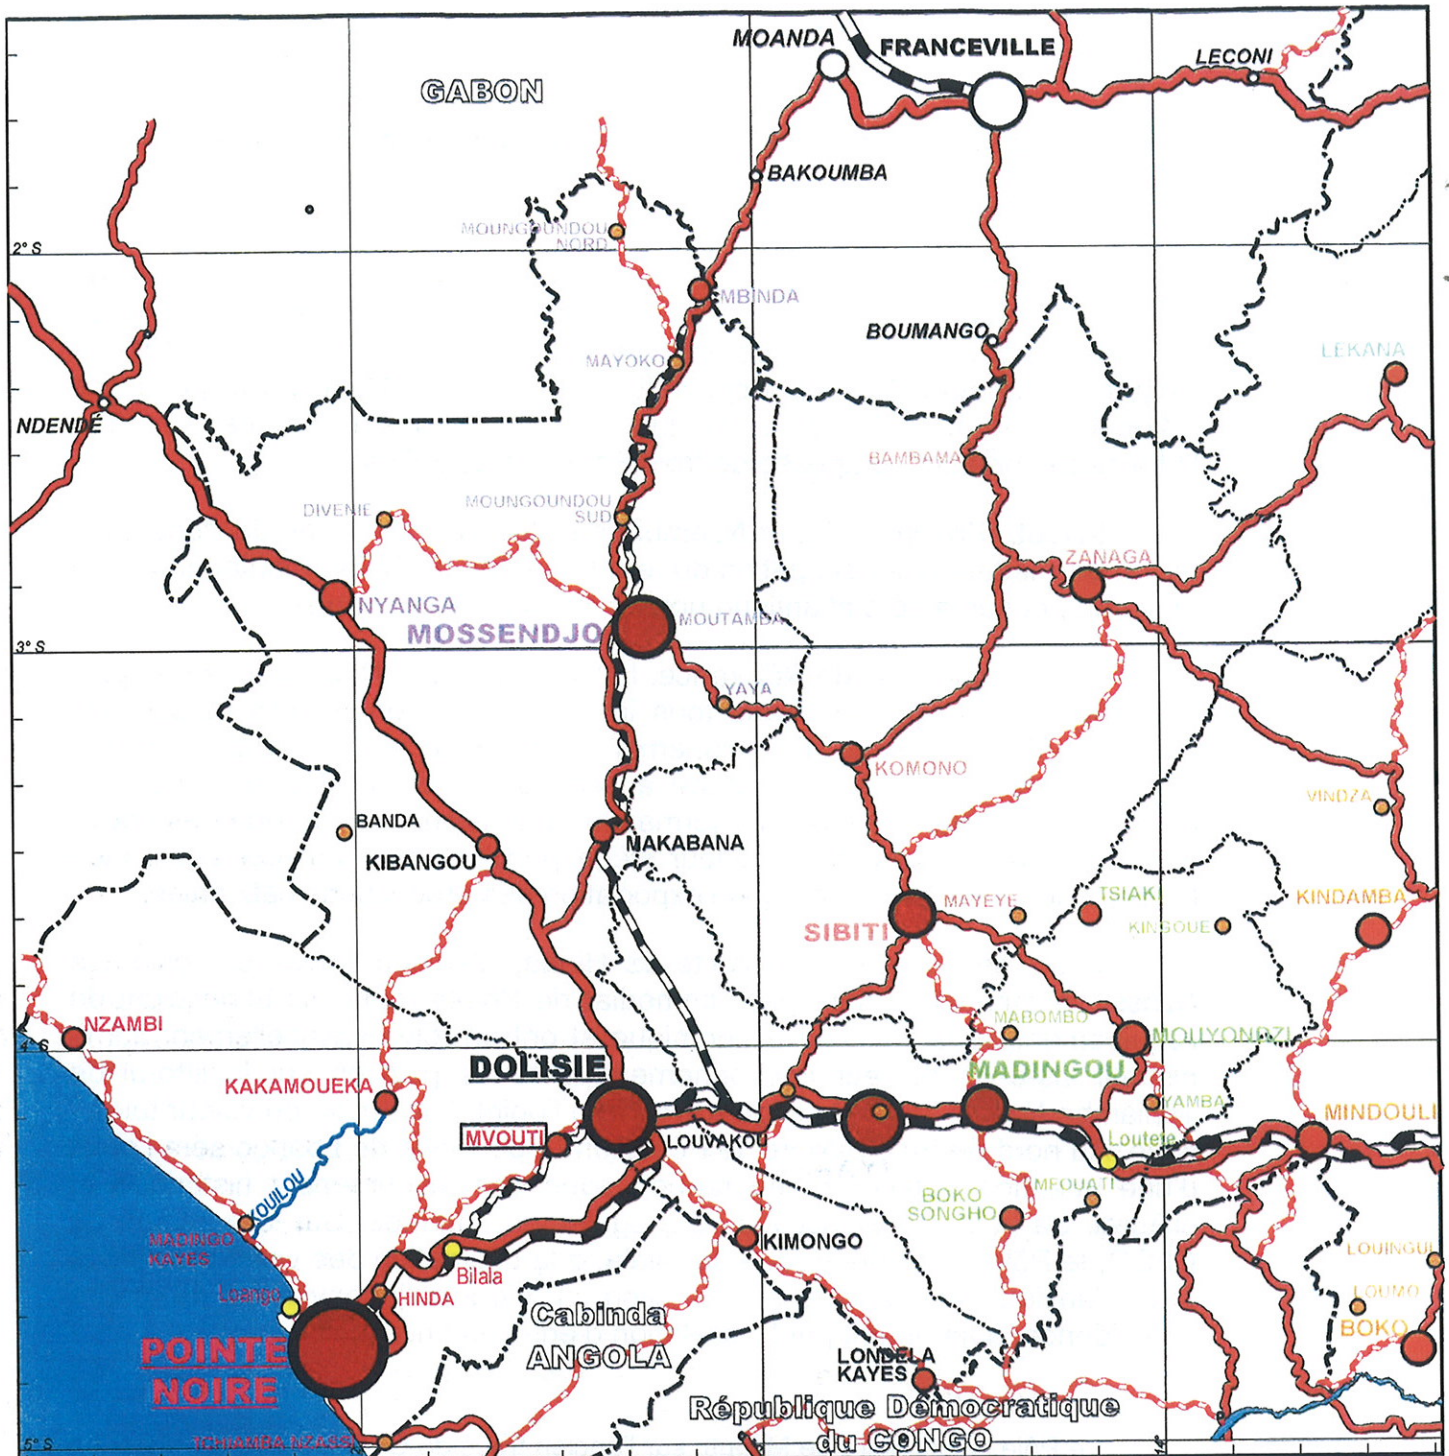 MOANDA
FRANCEVILLE
LECONI
GABON
BAKOUMBA
MOUNGOUNDOU
NORD
2° S
MBINDA
BOUMANGO
MAYOKO
LEKANA
NDENDÉ
BAMBAMA
DIVENIE
MOUNGOUNDOU
SUD
ZANAGA
NYANGA
MOSSENDJO
MOUTAMBA
3° S
YAYA
KOMONO
VINDZA
BANDA
KIBANGOU
MAKABANA
MAYEYE
TSIAKI
KINDAMBA
SIBITI
KINGOUE
NZAMBI
MABOMBO
MOUYONDZI
4°S
DOLISIE
MADINGOU
KAKAMOUEKA
YAMBA
MINDOULI
MVOUTI
LOUVAKOU
Loutete
MFOUATI
KOUILOU
BOKO
SONGHO
MADINGO
KAYES
KIMONGO
LOUINGUI
Bilala
Loango
HINDA
LOUMO
Cabinda
ANGOLA
BOKO
POINTE
NOIRE
LONDELA
KAYES
République Démocratique
du CONGO
TCHIAMBA NZASSI
5° S